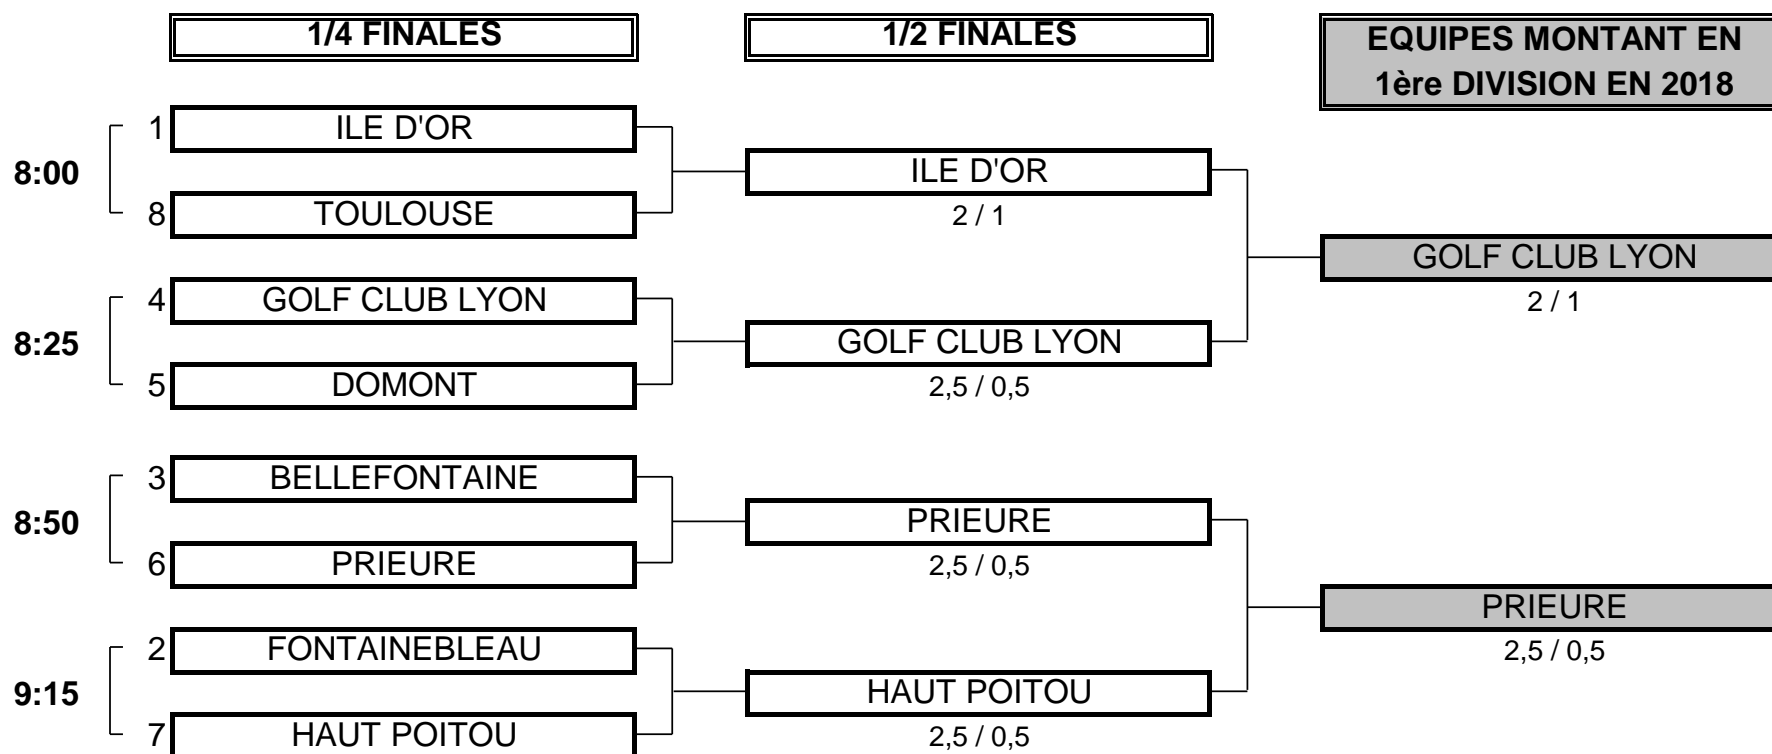 1/4 FINALES
1/2 FINALES
EQUIPES MONTANT EN
1ère DIVISION EN 2018
8:00
1 ILE D'OR
8 TOULOUSE
ILE D'OR
2 / 1
8:25
4 GOLF CLUB LYON
5 DOMONT
GOLF CLUB LYON
2,5 / 0,5
GOLF CLUB LYON
2 / 1
8:50
3 BELLEFONTAINE
6 PRIEURE
PRIEURE
2,5 / 0,5
9:15
2 FONTAINEBLEAU
7 HAUT POITOU
HAUT POITOU
2,5 / 0,5
PRIEURE
2,5 / 0,5